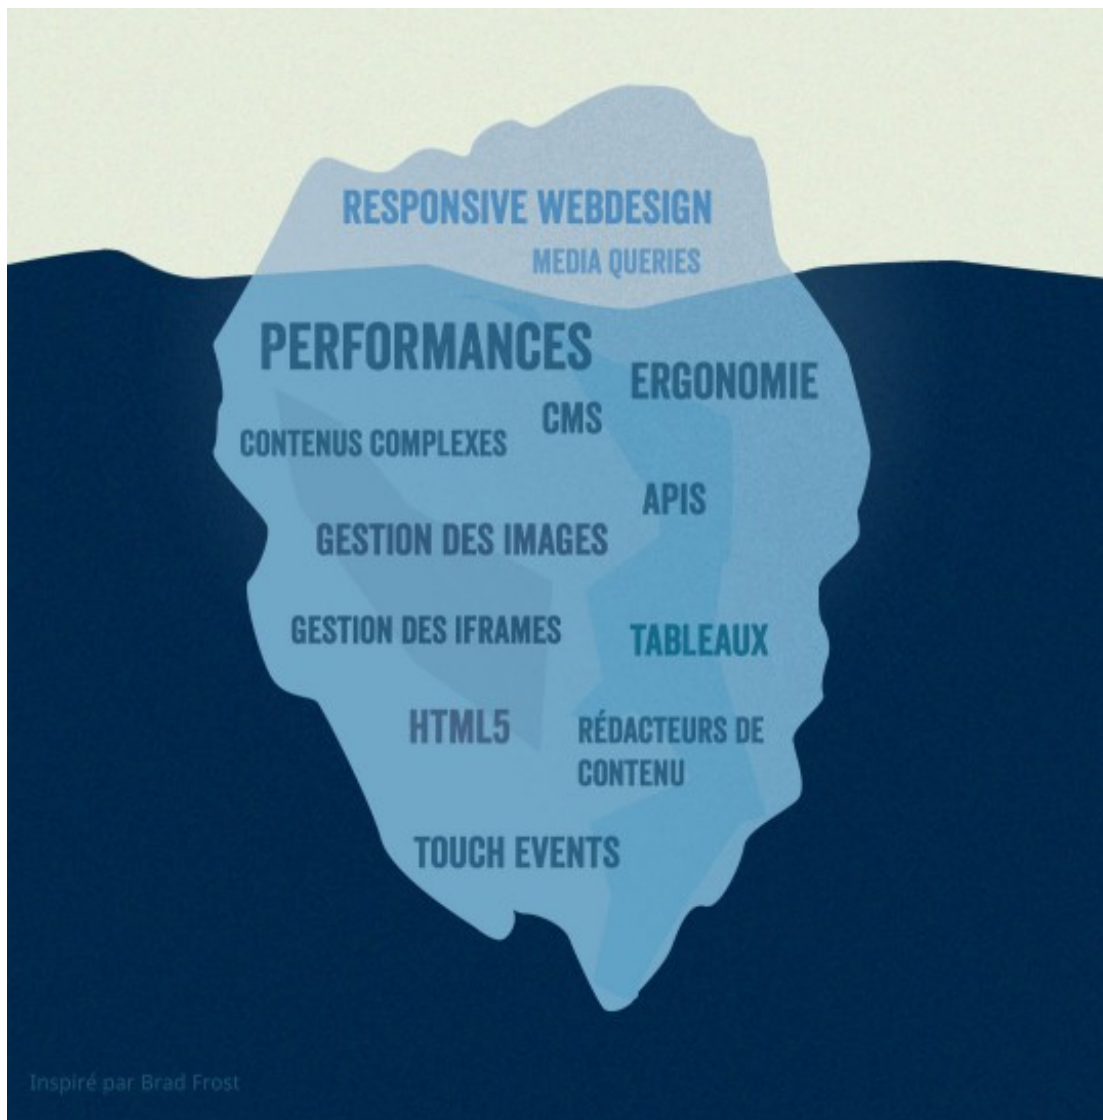 RESPONSIVE WEBDESIGN
MEDIA QUERIES
PERFORMANCES
ERGONOMIE
CMS
CONTENUS COMPLEXES
APIS
GESTION DES IMAGES
GESTION DES IFRAMES
TABLEAUX
HTML5
RÉDACTEURS DE
CONTENU
TOUCH EVENTS
Inspiré par Brad Frost